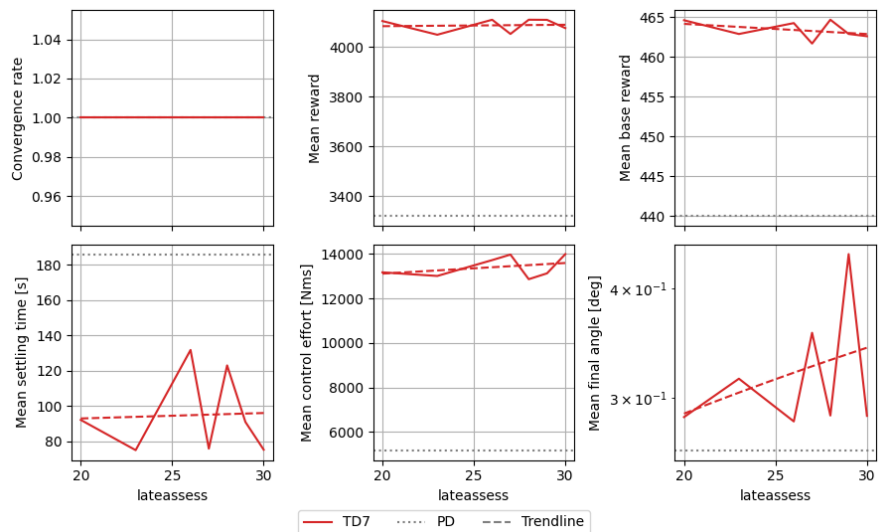 Convergence rate
1.04
1.02
1.00
0.98
0.96
Mean reward
4000
3800
3600
3400
Mean base reward
465
460
455
450
445
440
Mean settling time [s]
180
160
140
120
100
80
20
25
30
lateassess
Mean control effort [Nms]
14000
12000
10000
8000
6000
20
25
30
lateassess
Mean final angle [deg]
4 × 10⁻¹
3 × 10⁻¹
20
25
30
lateassess
TD7 PD Trendline